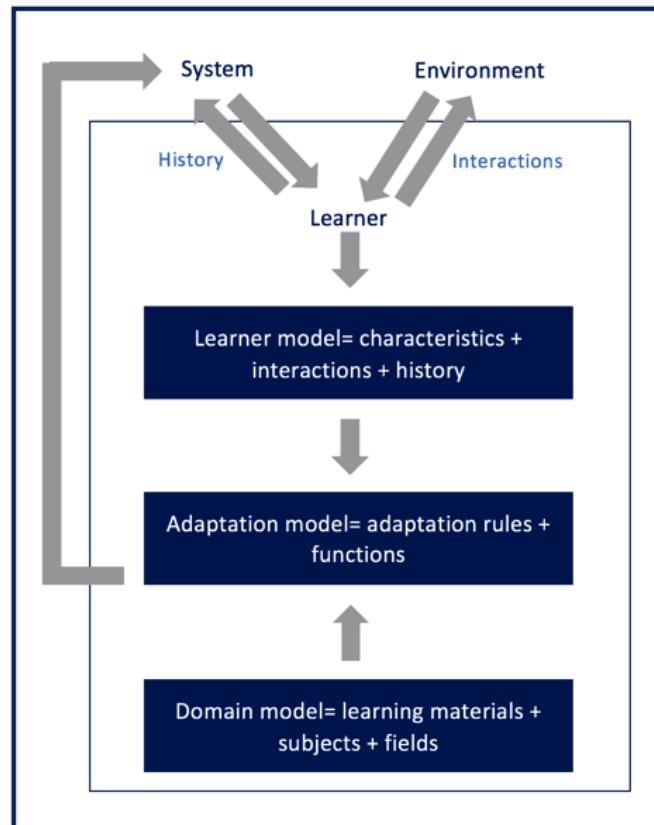 System
Environment
History
Interactions
Learner
Learner model= characteristics +
interactions + history
Adaptation model= adaptation rules +
functions
Domain model= learning materials +
subjects + fields